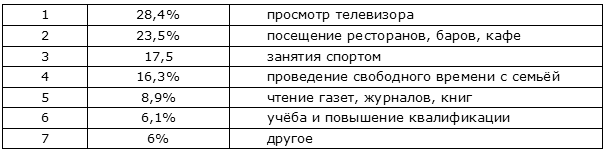 1 28,4% просмотр телевизора
2 23,5% посещение ресторанов, баров, кафе
3 17,5 занятия спортом
4 16,3% проведение свободного времени с семьёй
5 8,9% чтение газет, журналов, книг
6 6,1% учёба и повышение квалификации
7 6% другое